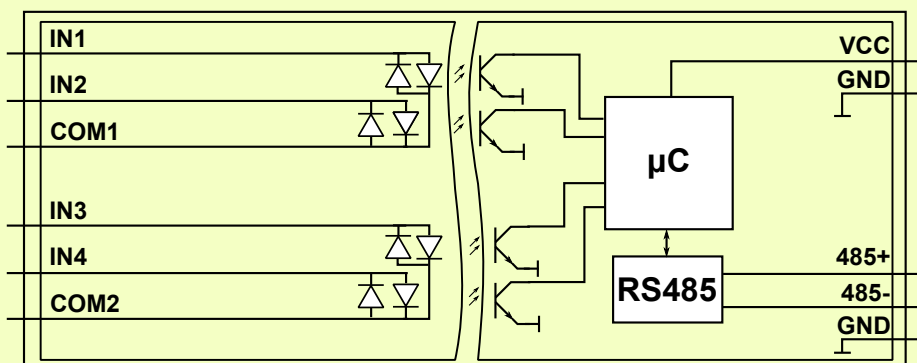 IN1
IN2
COM1
IN3
IN4
COM2
µC
RS485
VCC
GND
485+
485-
GND